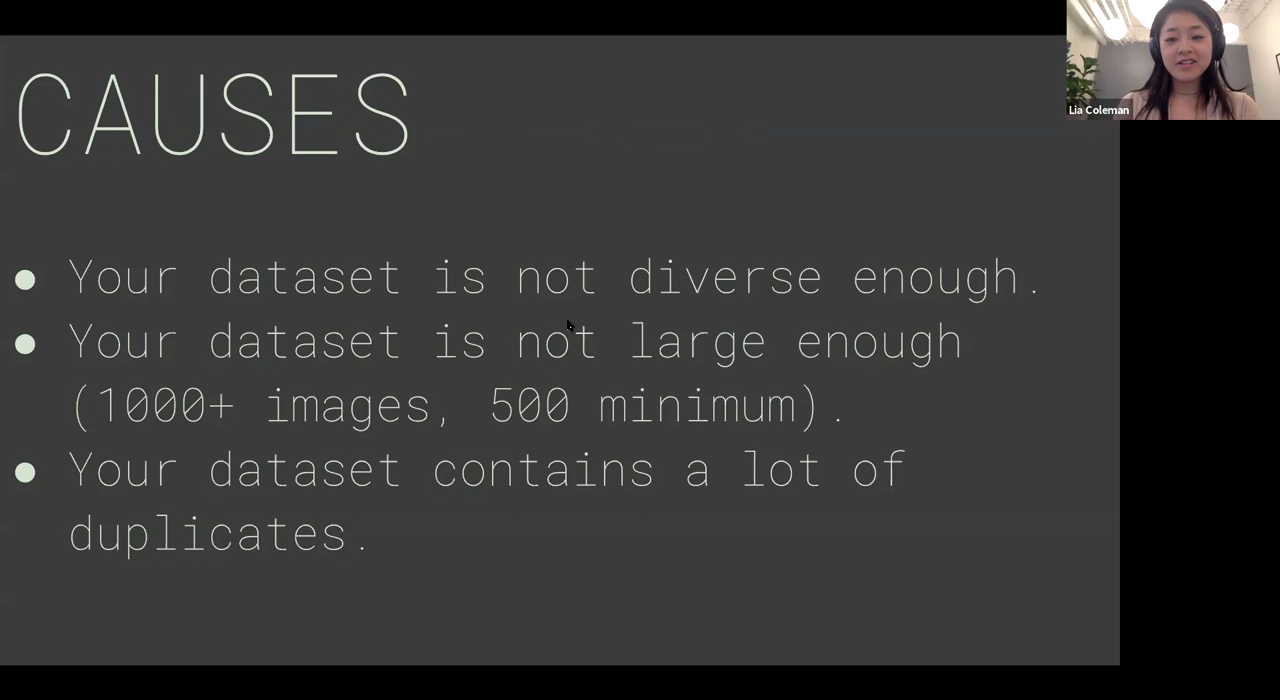 CAUSES
Lia Coleman
● Your dataset is not diverse enough.
● Your dataset is not large enough
(1000+ images, 500 minimum).
● Your dataset contains a lot of
duplicates.